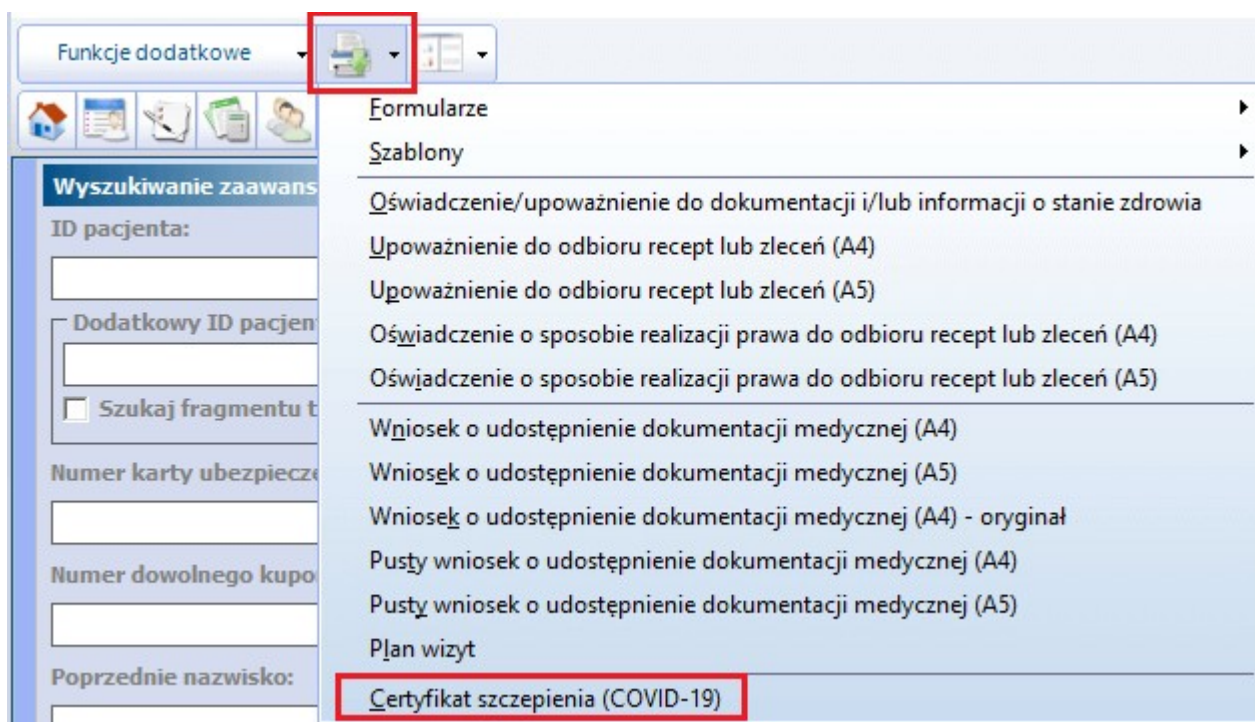 Funkcje dodatkowe
Formularze
Szablony
Wyszukiwanie zaawans
Oświadczenie/upoważnienie do dokumentacji i/lub informacji o stanie zdrowia
ID pacjenta:
Upoważnienie do odbioru recept lub zleceń (A4)
Upoważnienie do odbioru recept lub zleceń (A5)
Dodatkowy ID pacjen
Oświadczenie o sposobie realizacji prawa do odbioru recept lub zleceń (A4)
Oświadczenie o sposobie realizacji prawa do odbioru recept lub zleceń (A5)
Szukaj fragmentu t
Wniosek o udostępnienie dokumentacji medycznej (A4)
Numer karty ubezpiecze
Wniosek o udostępnienie dokumentacji medycznej (A5)
Wniosek o udostępnienie dokumentacji medycznej (A4) - oryginał
Pusty wniosek o udostępnienie dokumentacji medycznej (A4)
Numer dowolnego kupo
Pusty wniosek o udostępnienie dokumentacji medycznej (A5)
Plan wizyt
Poprzednie nazwisko:
Certyfikat szczepienia (COVID-19)